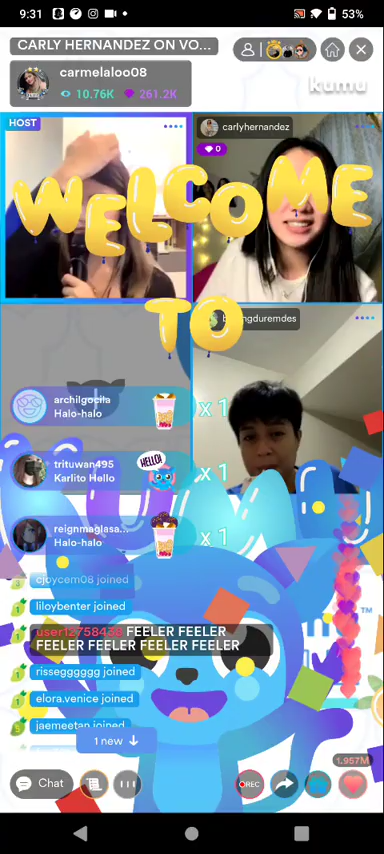 9:31
53%
CARLY HERNANDEZ ON VO...
carmelaloo08
10.76K 261.2K
kumu
HOST
carlyhernandez
0
WELCOME
TO
archilgocila
Halo-halo
x 1
HELLO!
trituwan495
Karlito Hello
x 1
reignmaglasa...
Halo-halo
x 1
KUMU
cjoycem08 joined
liloybenter joined
FEELER FEELER
FEELER FEELER FEELER FEELER
rissegggggg joined
elora.venice joined
jaemeetan joined
1 new
1.957M
Chat
REC